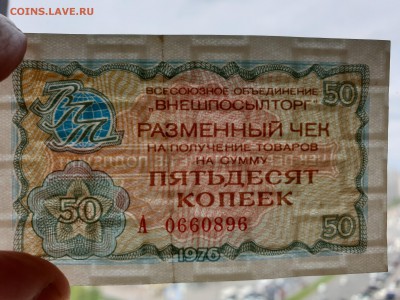 COINS.LAVE.RU
ВСЕСОЮЗНОЕ ОБЪЕДИНЕНИЕ
„ВНЕШПОСЫЛТОРГ"
50
ВПТ
РАЗМЕННЫЙ ЧЕК
НА ПОЛУЧЕНИЕ ТОВАРОВ
НА СУММУ
ПЯТЬДЕСЯТ
КОПЕЕК
50
А 0660896
50
1976